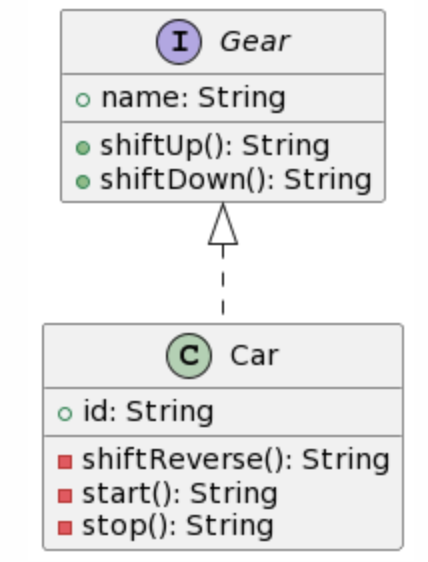 I Gear
name: String
shiftUp(): String
shiftDown(): String
C Car
id: String
shiftReverse(): String
start(): String
stop(): String